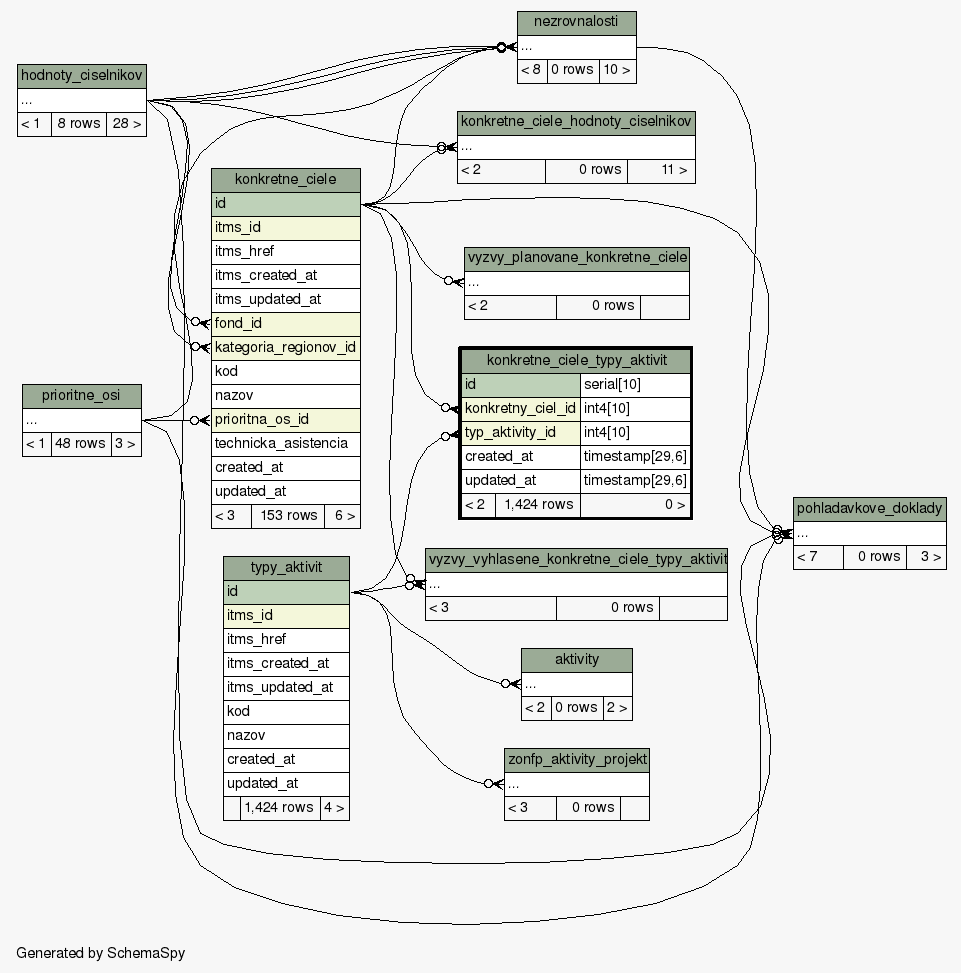 nezrovnalosti
...
< 8 0 rows 10 >
hodnoty_ciselnikov
...
< 1 8 rows 28 >
konkretne_ciele_hodnoty_ciselnikov
...
< 2 0 rows 11 >
konkretne_ciele
id
itms_id
itms_href
itms_created_at
itms_updated_at
fond_id
kategoria_regionov_id
kod
nazov
prioritna_os_id
technicka_asistencia
created_at
updated_at
< 3 153 rows 6 >
vyzvy_planovane_konkretne_ciele
...
< 2 0 rows
konkretne_ciele_typy_aktivit
id serial[10]
konkretny_ciel_id int4[10]
typ_aktivity_id int4[10]
created_at timestamp[29,6]
updated_at timestamp[29,6]
< 2 1,424 rows 0 >
prioritne_osi
...
< 1 48 rows 3 >
pohladavkove_doklady
...
< 7 0 rows 3 >
vyzvy_vyhlasene_konkretne_ciele_typy_aktivit
...
< 3 0 rows
typy_aktivit
id
itms_id
itms_href
itms_created_at
itms_updated_at
kod
nazov
created_at
updated_at
1,424 rows 4 >
aktivity
...
< 2 0 rows 2 >
zonfp_aktivity_projekt
...
< 3 0 rows
Generated by SchemaSpy